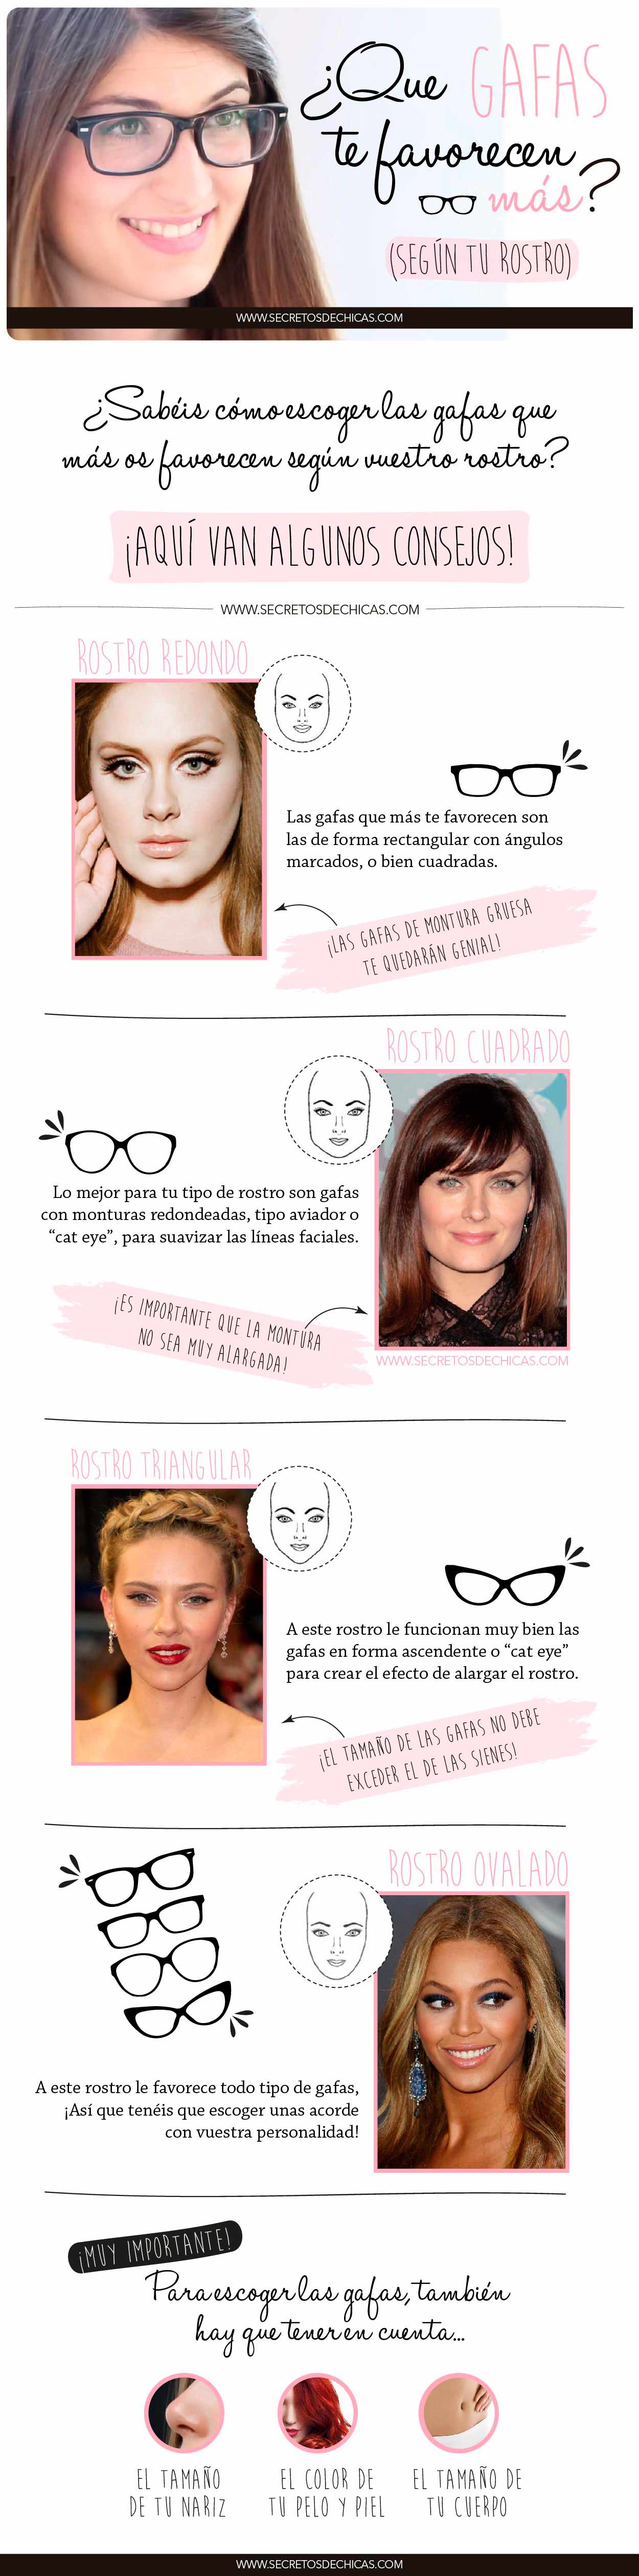 ¿Que GAFAS
te favorecen
más?
(SEGÚN TU ROSTRO)
WWW.SECRETOSDECHICAS.COM
¿Sabéis cómo escoger las gafas que
más os favorecen según vuestro rostro?
¡AQUÍ VAN ALGUNOS CONSEJOS!
WWW.SECRETOSDECHICAS.COM
ROSTRO REDONDO
Las gafas que más te favorecen son
las de forma rectangular con ángulos
marcados, o bien cuadradas.
¡LAS GAFAS DE MONTURA GRUESA
TE QUEDARÁN GENIAL!
ROSTRO CUADRADO
Lo mejor para tu tipo de rostro son gafas
con monturas redondeadas, tipo aviador o
“cat eye”, para suavizar las líneas faciales.
¡ES IMPORTANTE QUE LA MONTURA
NO SEA MUY ALARGADA!
WWW.SECRETOSDECHICAS.COM
ROSTRO TRIANGULAR
A este rostro le funcionan muy bien las
gafas en forma ascendente o “cat eye”
para crear el efecto de alargar el rostro.
¡EL TAMAÑO DE LAS GAFAS NO DEBE
EXCEDER EL DE LAS SIENES!
ROSTRO OVALADO
A este rostro le favorece todo tipo de gafas,
¡Así que tenéis que escoger unas acorde
con vuestra personalidad!
¡MUY IMPORTANTE!
Para escoger las gafas, también
hay que tener en cuenta...
EL TAMAÑO
DE TU NARIZ
EL COLOR DE
TU PELO Y PIEL
EL TAMAÑO DE
TU CUERPO
WWW.SECRETOSDECHICAS.COM